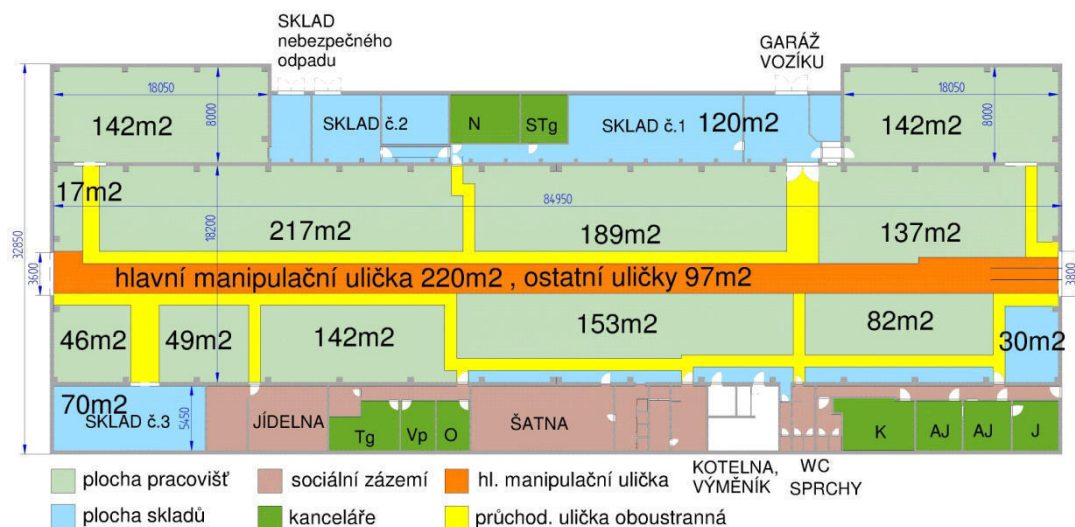 SKLAD
nebezpečného
odpadu
GARÁŽ
VOZÍKU
18050
18050
142m2
8000
SKLAD č.2
N
STg
SKLAD č.1
120m2
142m2
8000
17m2
84950
217m2
18200
189m2
137m2
32850
3600
hlavní manipulační ulička 220m2 , ostatní uličky 97m2
3800
46m2
49m2
142m2
153m2
82m2
30m2
70m2
SKLAD č.3
5450
JÍDELNA
Tg
Vp
O
ŠATNA
K
AJ
AJ
J
KOTELNA,
VÝMĚNÍK
WC
SPRCHY
plocha pracovišť
sociální zázemí
hl. manipulační ulička
plocha skladů
kanceláře
průchod. ulička oboustranná